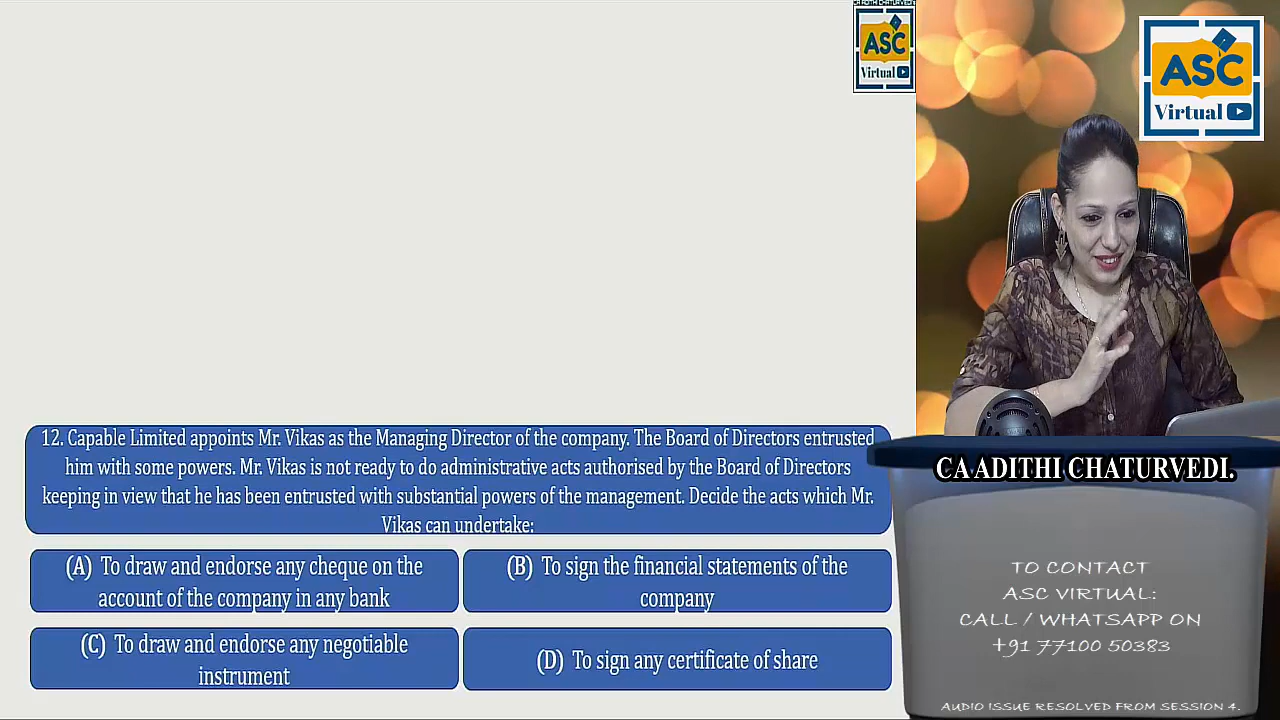 CA ADITHI CHATURVEDI
ASC
Virtual
ASC
Virtual
12. Capable Limited appoints Mr. Vikas as the Managing Director of the company. The Board of Directors entrusted
him with some powers. Mr. Vikas is not ready to do administrative acts authorised by the Board of Directors
keeping in view that he has been entrusted with substantial powers of the management. Decide the acts which Mr.
Vikas can undertake:
(A) To draw and endorse any cheque on the
account of the company in any bank
(B) To sign the financial statements of the
company
(C) To draw and endorse any negotiable
instrument
(D) To sign any certificate of share
CA ADITHI CHATURVEDI.
TO CONTACT
ASC VIRTUAL:
CALL / WHATSAPP ON
+91 77100 50383
AUDIO ISSUE RESOLVED FROM SESSION 4.